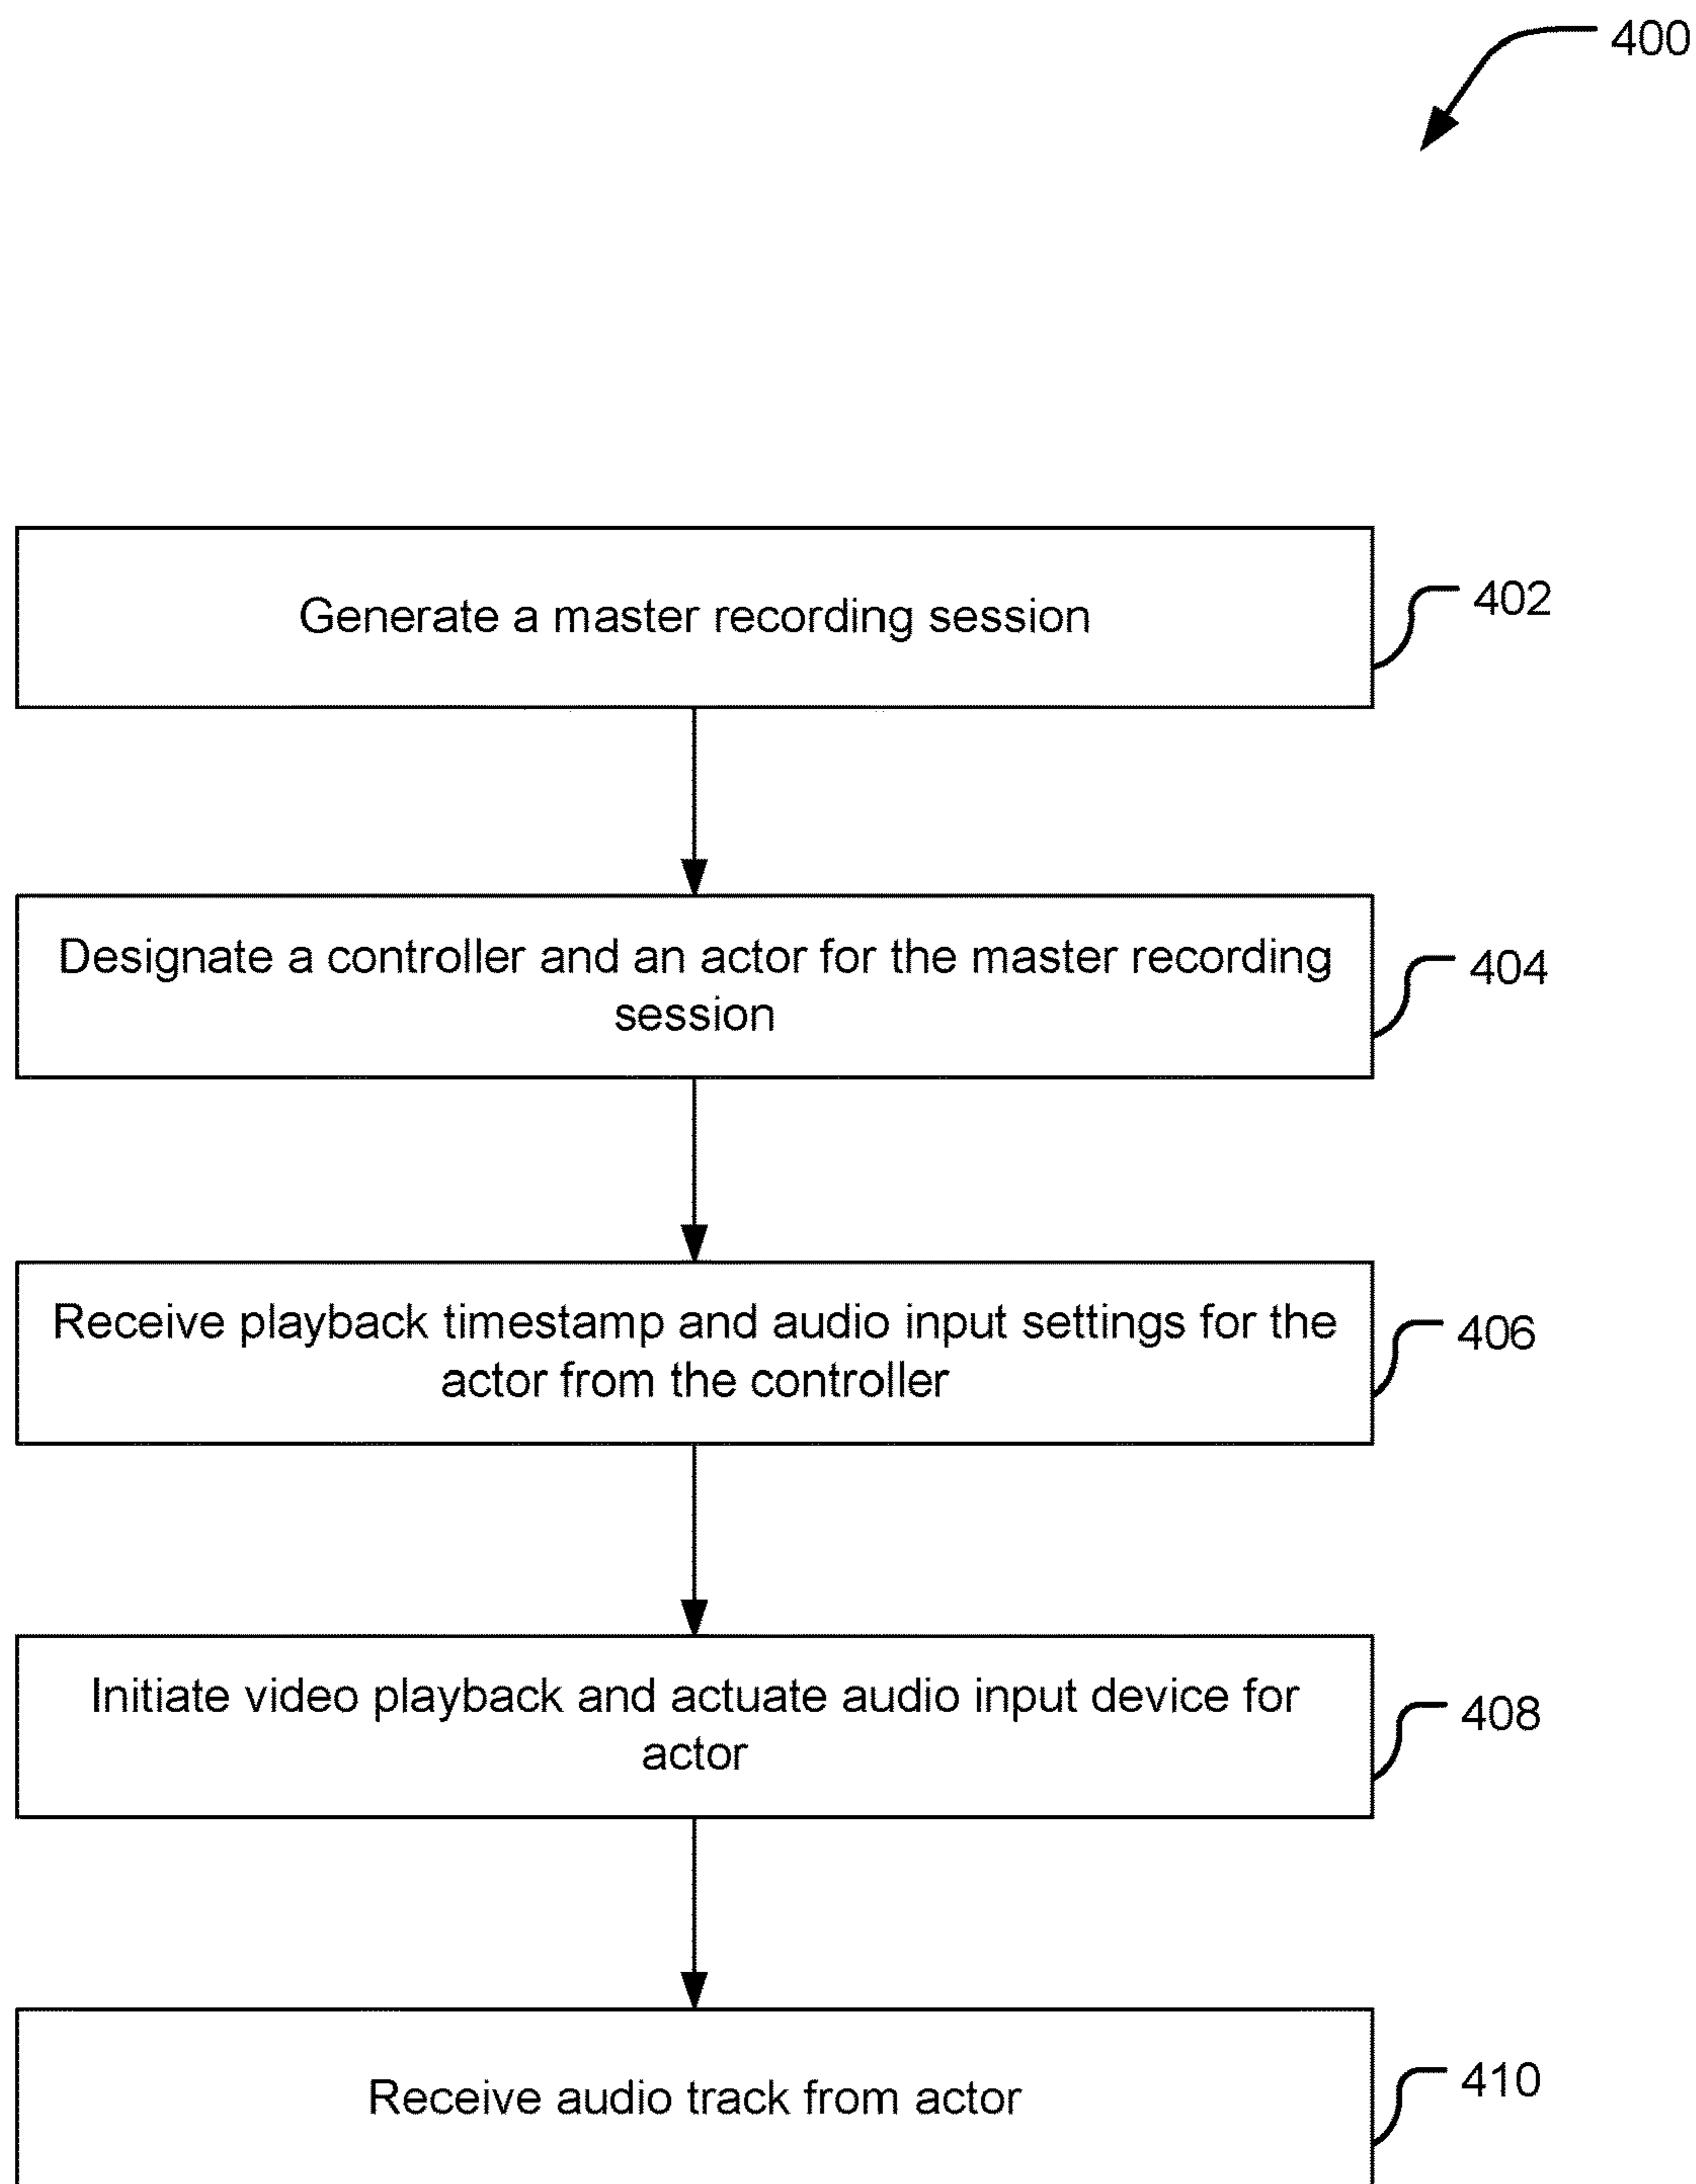 400
Generate a master recording session
402
Designate a controller and an actor for the master recording
session
404
Receive playback timestamp and audio input settings for the
actor from the controller
406
Initiate video playback and actuate audio input device for
actor
408
Receive audio track from actor
410